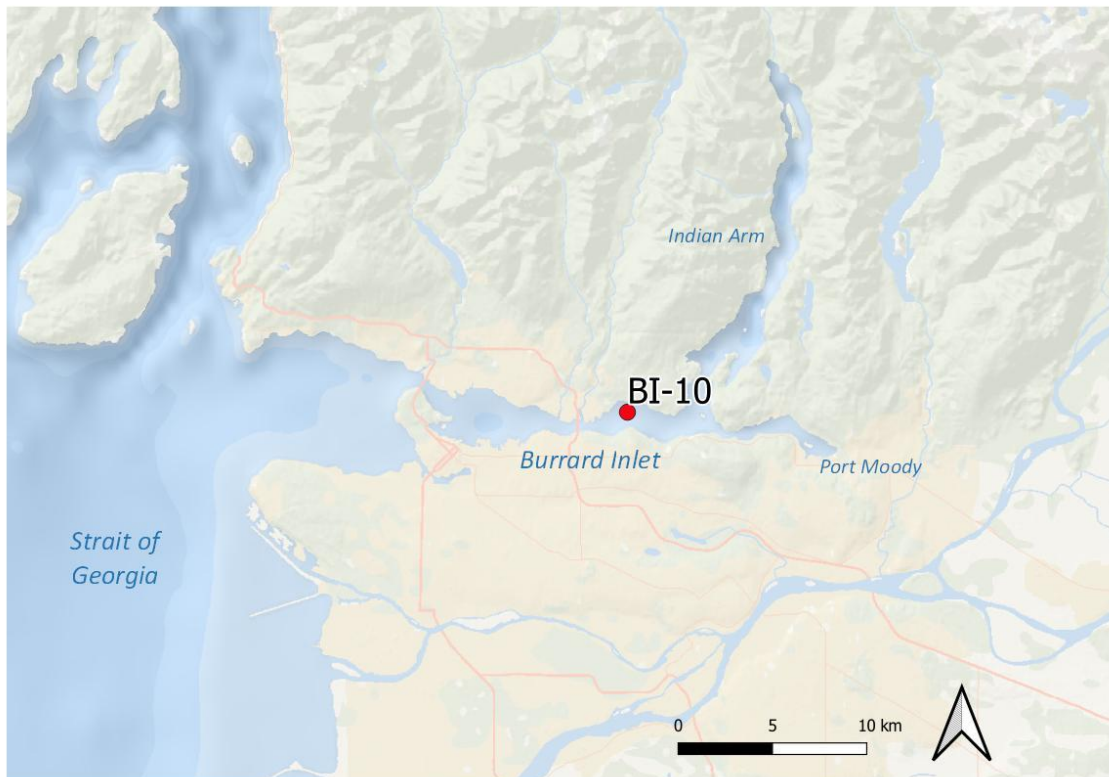 Indian Arm
BI-10
Burrard Inlet
Port Moody
Strait of
Georgia
0 5 10 km